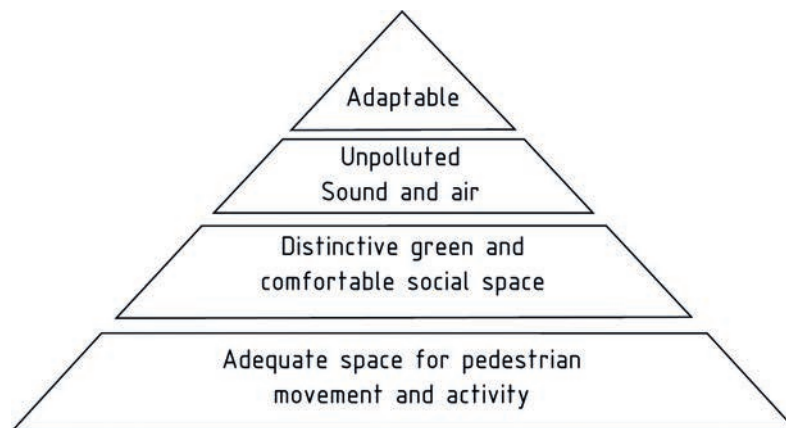 Adaptable
Unpolluted
Sound and air
Distinctive green and
comfortable social space
Adequate space for pedestrian
movement and activity